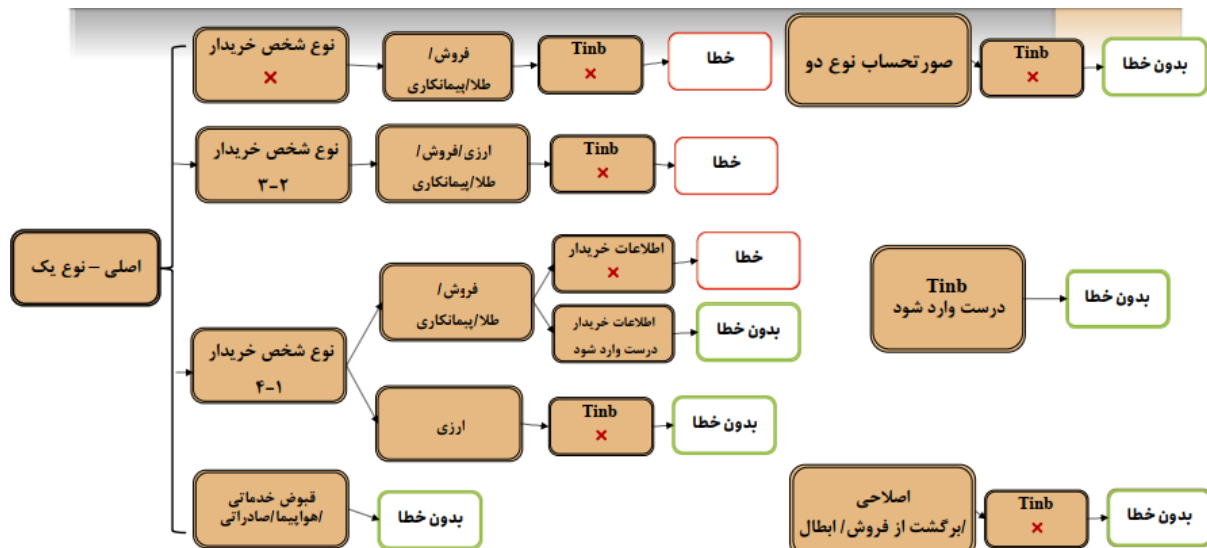 نوع شخص خریدار
×
فروش/
طلا/پیمانکاری
Tinb
×
خطا
صورتحساب نوع دو
Tinb
×
بدون خطا
نوع شخص خریدار
۳-۲
ارزی/فروش/
طلا/پیمانکاری
Tinb
×
خطا
اصلی – نوع یک
نوع شخص خریدار
۴-۱
فروش/
طلا/پیمانکاری
اطلاعات خریدار
×
خطا
اطلاعات خریدار
درست وارد شود
بدون خطا
ارزی
Tinb
×
بدون خطا
Tinb
درست وارد شود
بدون خطا
قبوض خدماتی
/هواپیما/صادراتی
بدون خطا
اصلاحی
/برگشت از فروش/ ابطال
Tinb
×
بدون خطا